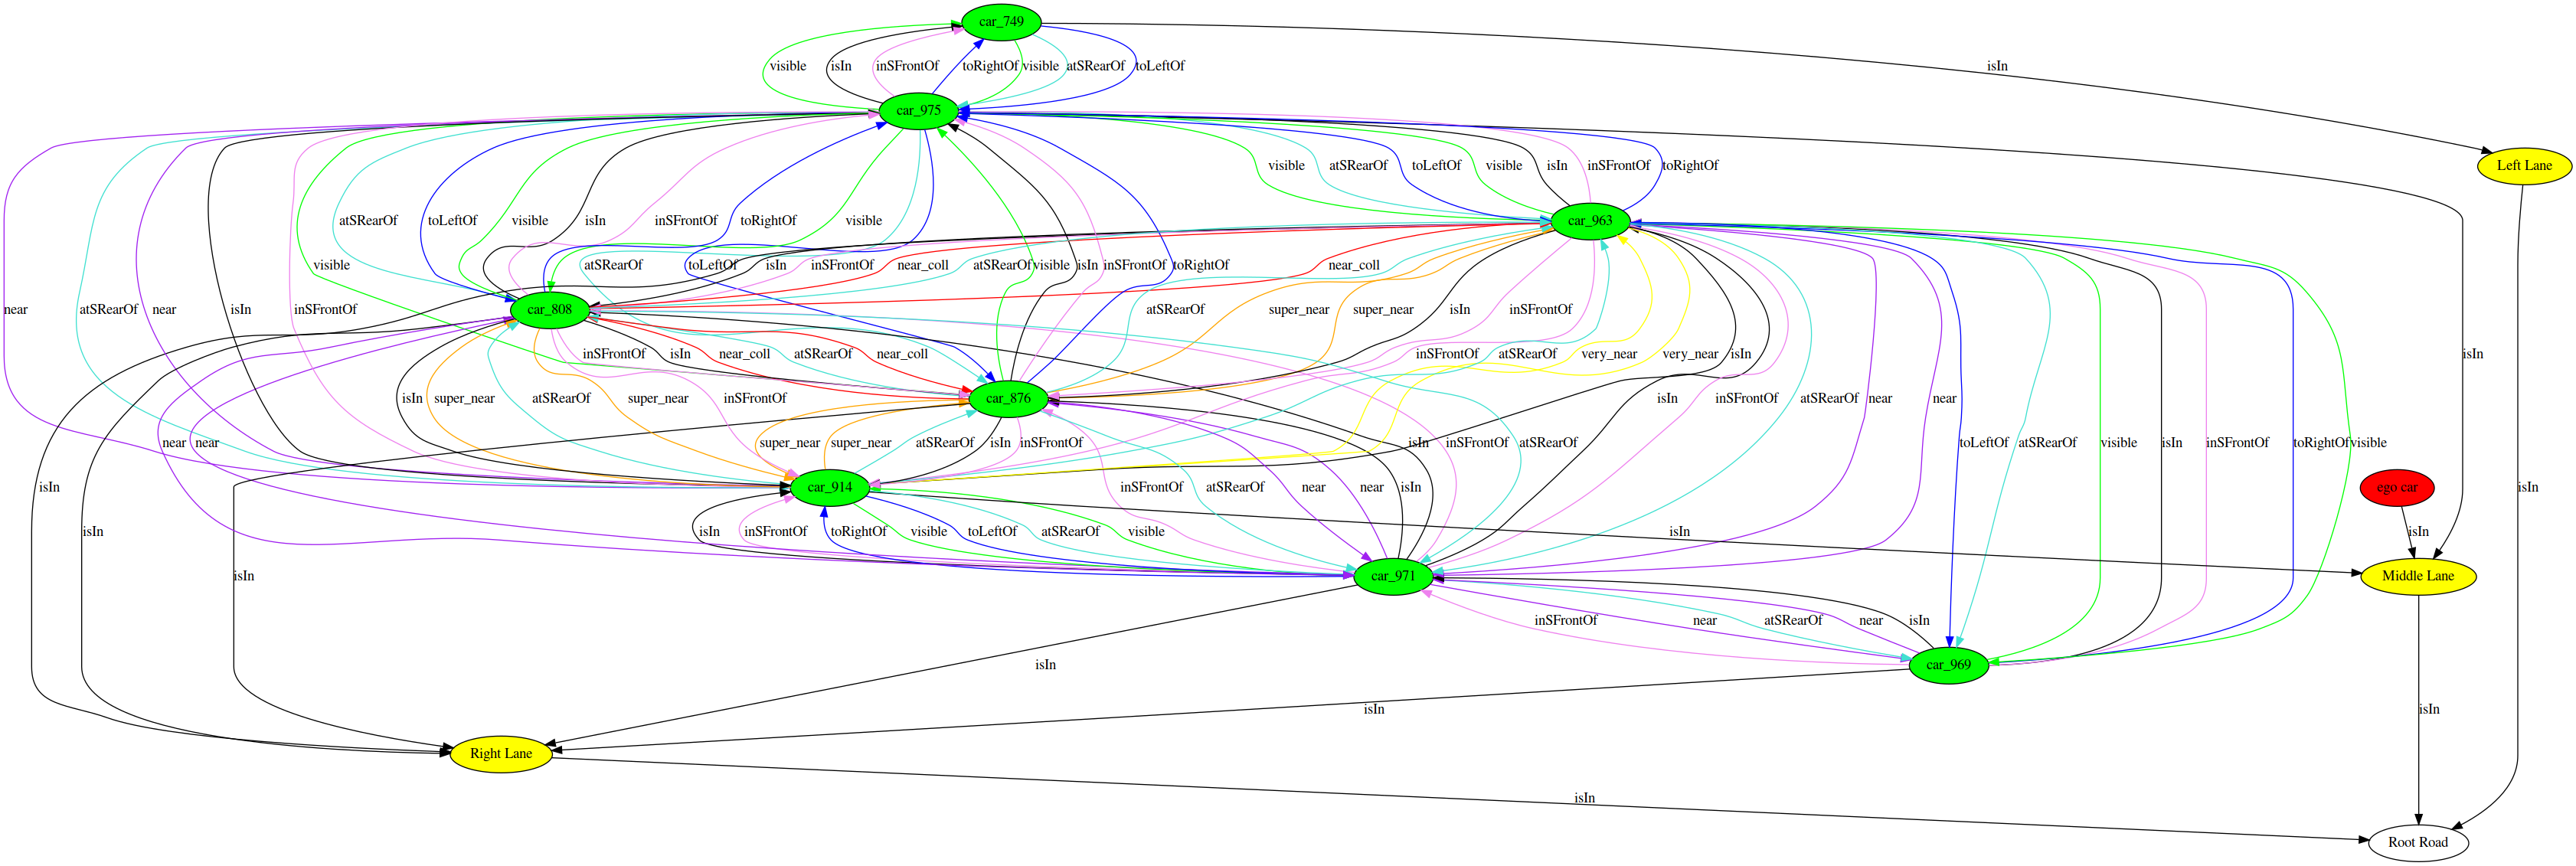 car_749
visible isIn inSFrontOf toRightOf visible atSRearOf toLeftOf isIn
car_975
visible atSRearOf toLeftOf visible isIn inSFrontOf toRightOf Left Lane
atSRearOf toLeftOf visible isIn inSFrontOf toRightOf visible car_963
visible atSRearOf toLeftOf isIn inSFrontOf near_coll atSRearOf visible isIn inSFrontOf toRightOf near_coll
near atSRearOf near isIn inSFrontOf car_808 atSRearOf super_near super_near isIn inSFrontOf
inSFrontOf isIn near_coll atSRearOf near_coll inSFrontOf atSRearOf very_near very_near isIn isIn
isIn super_near atSRearOf super_near inSFrontOf car_876 isIn inSFrontOf atSRearOf near near
near near super_near super_near atSRearOf isIn inSFrontOf isIn inSFrontOf atSRearOf toLeftOf atSRearOf visible isIn inSFrontOf toRightOf visible
isIn car_914 inSFrontOf atSRearOf near near isIn ego car isIn
isIn isIn inSFrontOf toRightOf visible toLeftOf atSRearOf visible isIn isIn
isIn car_971 Middle Lane
inSFrontOf near atSRearOf near isIn
isIn car_969
isIn isIn
Right Lane
isIn
Root Road